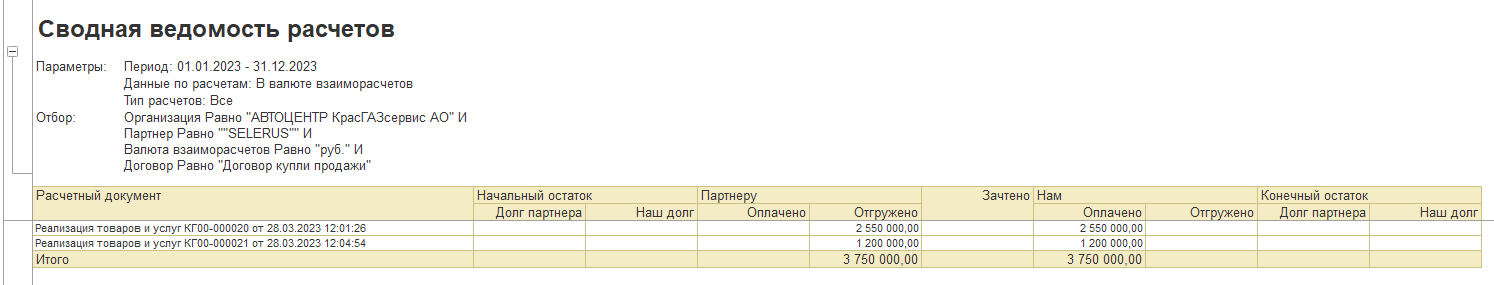 Сводная ведомость расчетов
Параметры: Период: 01.01.2023 - 31.12.2023
Данные по расчетам: В валюте взаиморасчетов
Тип расчетов: Все
Отбор: Организация Равно "АВТОЦЕНТР КрасГАЗсервис АО" И
Партнер Равно ""SELERUS"" И
Валюта взаиморасчетов Равно "руб." И
Договор Равно "Договор купли продажи"
Расчетный документ Начальный остаток Партнеру Зачтено Нам Конечный остаток
Долг партнера Наш долг Оплачено Отгружено Оплачено Отгружено Долг партнера Наш долг
Реализация товаров и услуг КГ00-000020 от 28.03.2023 12:01:26 2 550 000,00 2 550 000,00
Реализация товаров и услуг КГ00-000021 от 28.03.2023 12:04:54 1 200 000,00 1 200 000,00
Итого 3 750 000,00 3 750 000,00